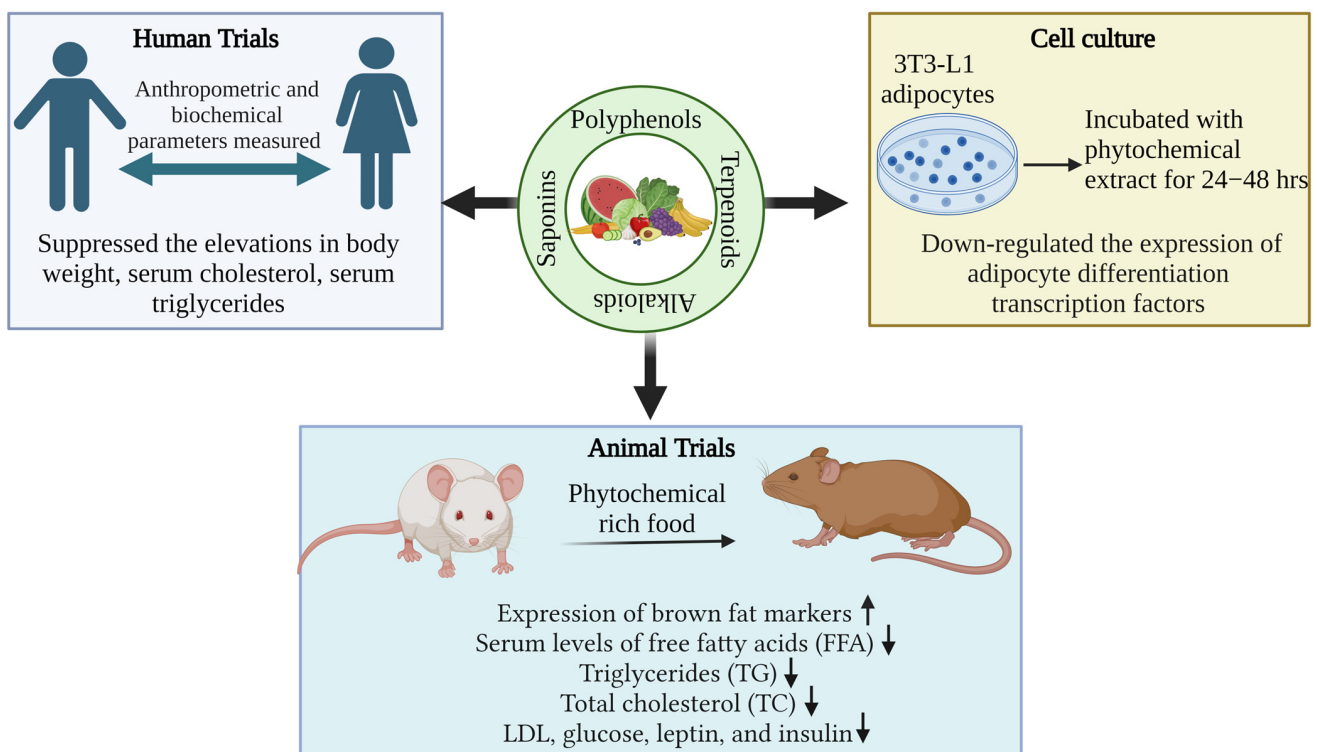 Human Trials
Anthropometric and
biochemical
parameters measured
Suppressed the elevations in body
weight, serum cholesterol, serum
triglycerides
Polyphenols
Terpenoids
Alkaloids
Saponins
Cell culture
3T3-L1
adipocytes
Incubated with
phytochemical
extract for 24–48 hrs
Down-regulated the expression of
adipocyte differentiation
transcription factors
Animal Trials
Phytochemical
rich food
Expression of brown fat markers ↑
Serum levels of free fatty acids (FFA) ↓
Triglycerides (TG) ↓
Total cholesterol (TC) ↓
LDL, glucose, leptin, and insulin ↓